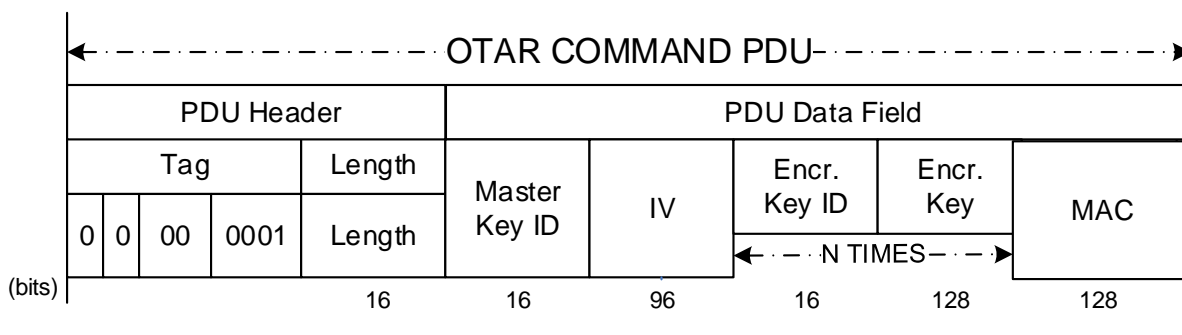 OTAR COMMAND PDU
PDU Header PDU Data Field
Tag Length Master Key ID IV Encr. Key ID Encr. Key MAC
0 0 00 0001 Length
N TIMES
(bits) 16 16 96 16 128 128